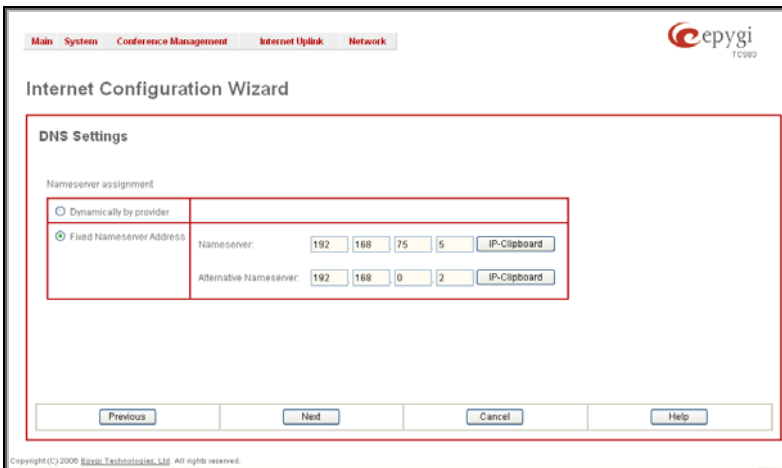 Main System Conference Management Internet Uplink Network
epygi
Internet Configuration Wizard
DNS Settings
Nameserver assignment
Dynamically by provider
Fixed Nameserver Address
Nameserver: 192 . 168 . 75 . 5 IP-Clipboard
Alternative Nameserver: 192 . 168 . 0 . 2 IP-Clipboard
Previous Next Cancel Help
Copyright (C) 2006 Epygi Technologies, Ltd. All rights reserved.